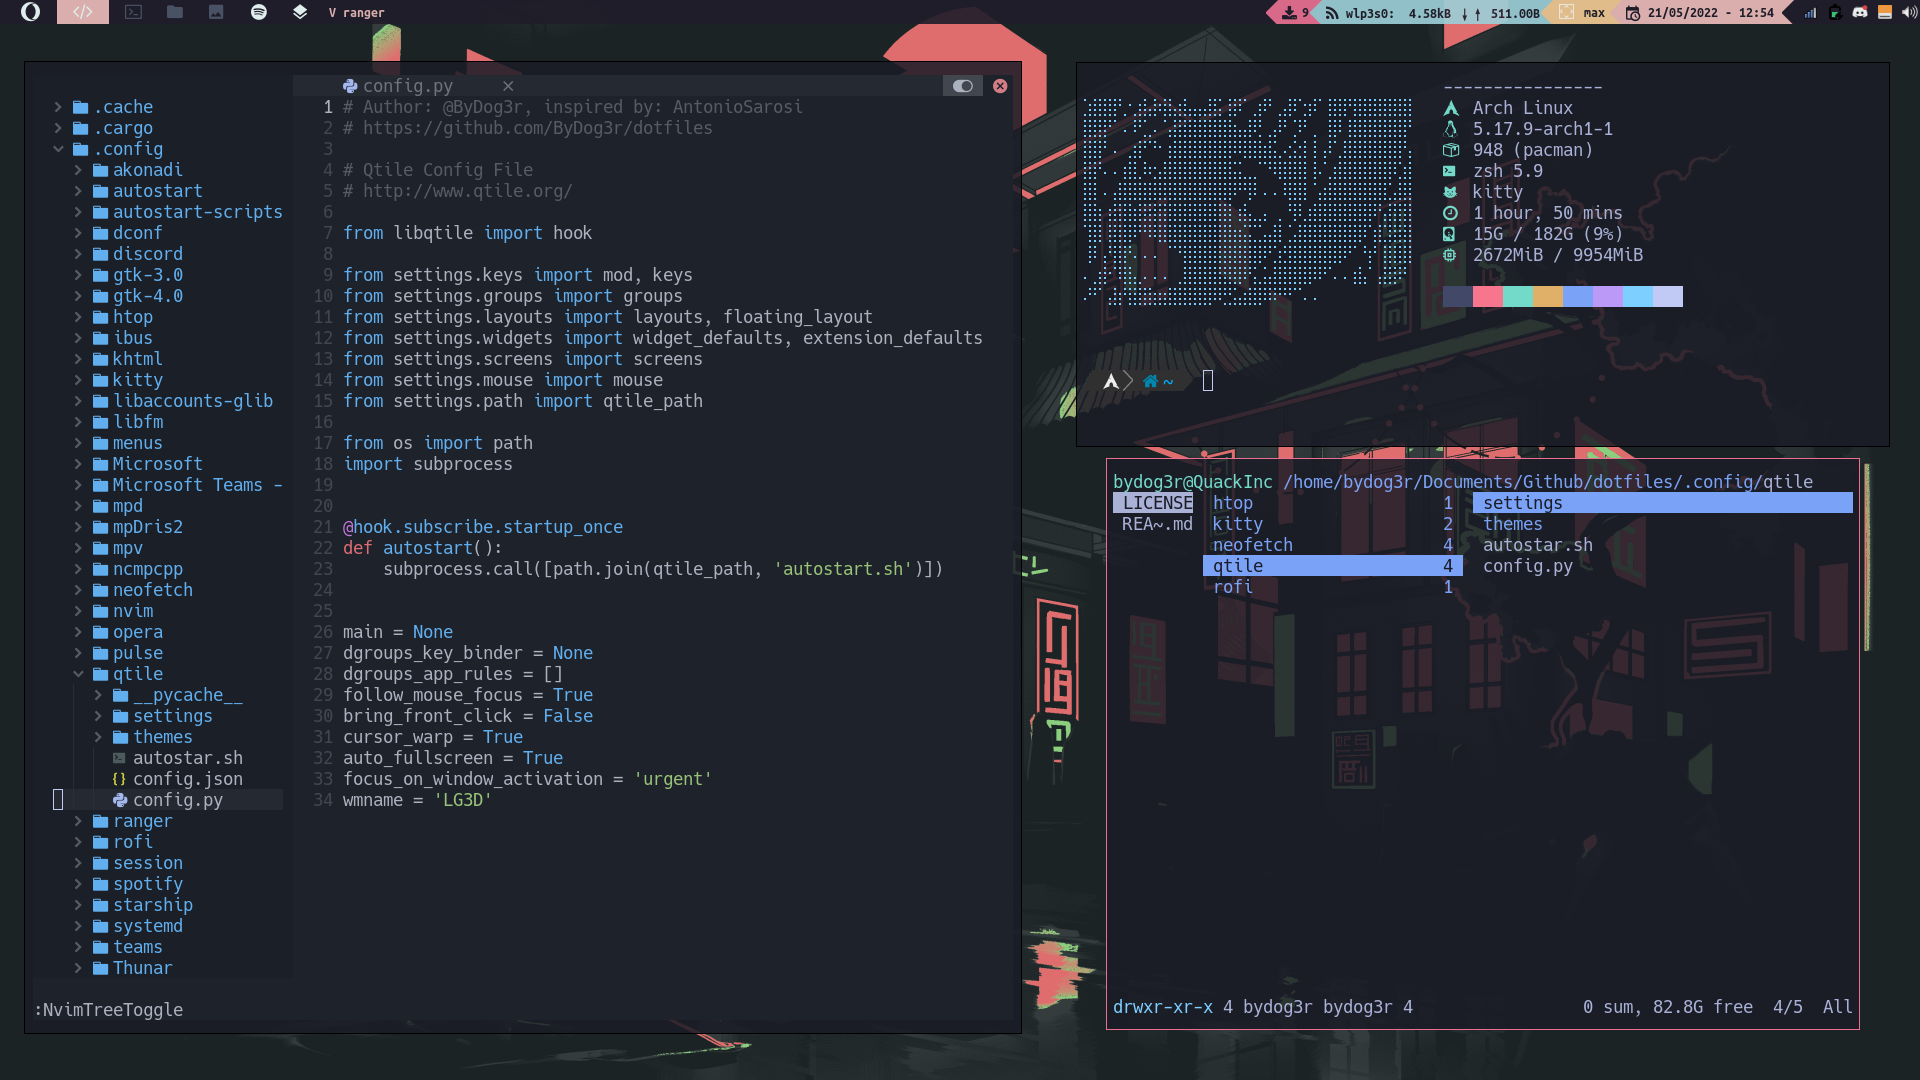 </> V ranger 9 wlp3s0: 4.58kB ↓↑ 511.00B max 21/05/2022 - 12:54
config.py
.cache
.cargo
.config
akonadi
autostart
autostart-scripts
dconf
discord
gtk-3.0
gtk-4.0
htop
ibus
khtml
kitty
libaccounts-glib
libfm
menus
Microsoft
Microsoft Teams -
mpd
mpDris2
mpv
ncmpcpp
neofetch
nvim
opera
pulse
qtile
__pycache__
settings
themes
autostar.sh
{} config.json
config.py
ranger
rofi
session
spotify
starship
systemd
teams
Thunar
1 # Author: @ByDog3r, inspired by: AntonioSarosi
2 # https://github.com/ByDog3r/dotfiles
3
4 # Qtile Config File
5 # http://www.qtile.org/
6
7 from libqtile import hook
8
9 from settings.keys import mod, keys
10 from settings.groups import groups
11 from settings.layouts import layouts, floating_layout
12 from settings.widgets import widget_defaults, extension_defaults
13 from settings.screens import screens
14 from settings.mouse import mouse
15 from settings.path import qtile_path
16
17 from os import path
18 import subprocess
19
20
21 @hook.subscribe.startup_once
22 def autostart():
23     subprocess.call([path.join(qtile_path, 'autostart.sh')])
24
25
26 main = None
27 dgroups_key_binder = None
28 dgroups_app_rules = []
29 follow_mouse_focus = True
30 bring_front_click = False
31 cursor_warp = True
32 auto_fullscreen = True
33 focus_on_window_activation = 'urgent'
34 wmname = 'LG3D'
:NvimTreeToggle
----------------
Arch Linux
5.17.9-arch1-1
948 (pacman)
zsh 5.9
kitty
1 hour, 50 mins
15G / 182G (9%)
2672MiB / 9954MiB
~
bydog3r@QuackInc /home/bydog3r/Documents/Github/dotfiles/.config/qtile
LICENSE htop 1 settings
REA~.md kitty 2 themes
neofetch 4 autostar.sh
qtile 4 config.py
rofi 1
drwxr-xr-x 4 bydog3r bydog3r 4 0 sum, 82.8G free 4/5 All